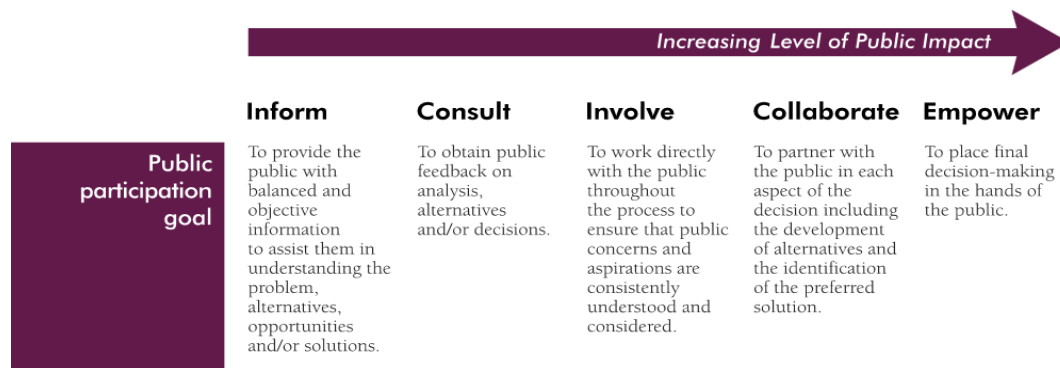 Increasing Level of Public Impact
Inform
Consult
Involve
Collaborate
Empower
Public
participation
goal
To provide the
public with
balanced and
objective
information
to assist them in
understanding the
problem,
alternatives,
opportunities
and/or solutions.
To obtain public
feedback on
analysis,
alternatives
and/or decisions.
To work directly
with the public
throughout
the process to
ensure that public
concerns and
aspirations are
consistently
understood and
considered.
To partner with
the public in each
aspect of the
decision including
the development
of alternatives and
the identification
of the preferred
solution.
To place final
decision-making
in the hands of
the public.